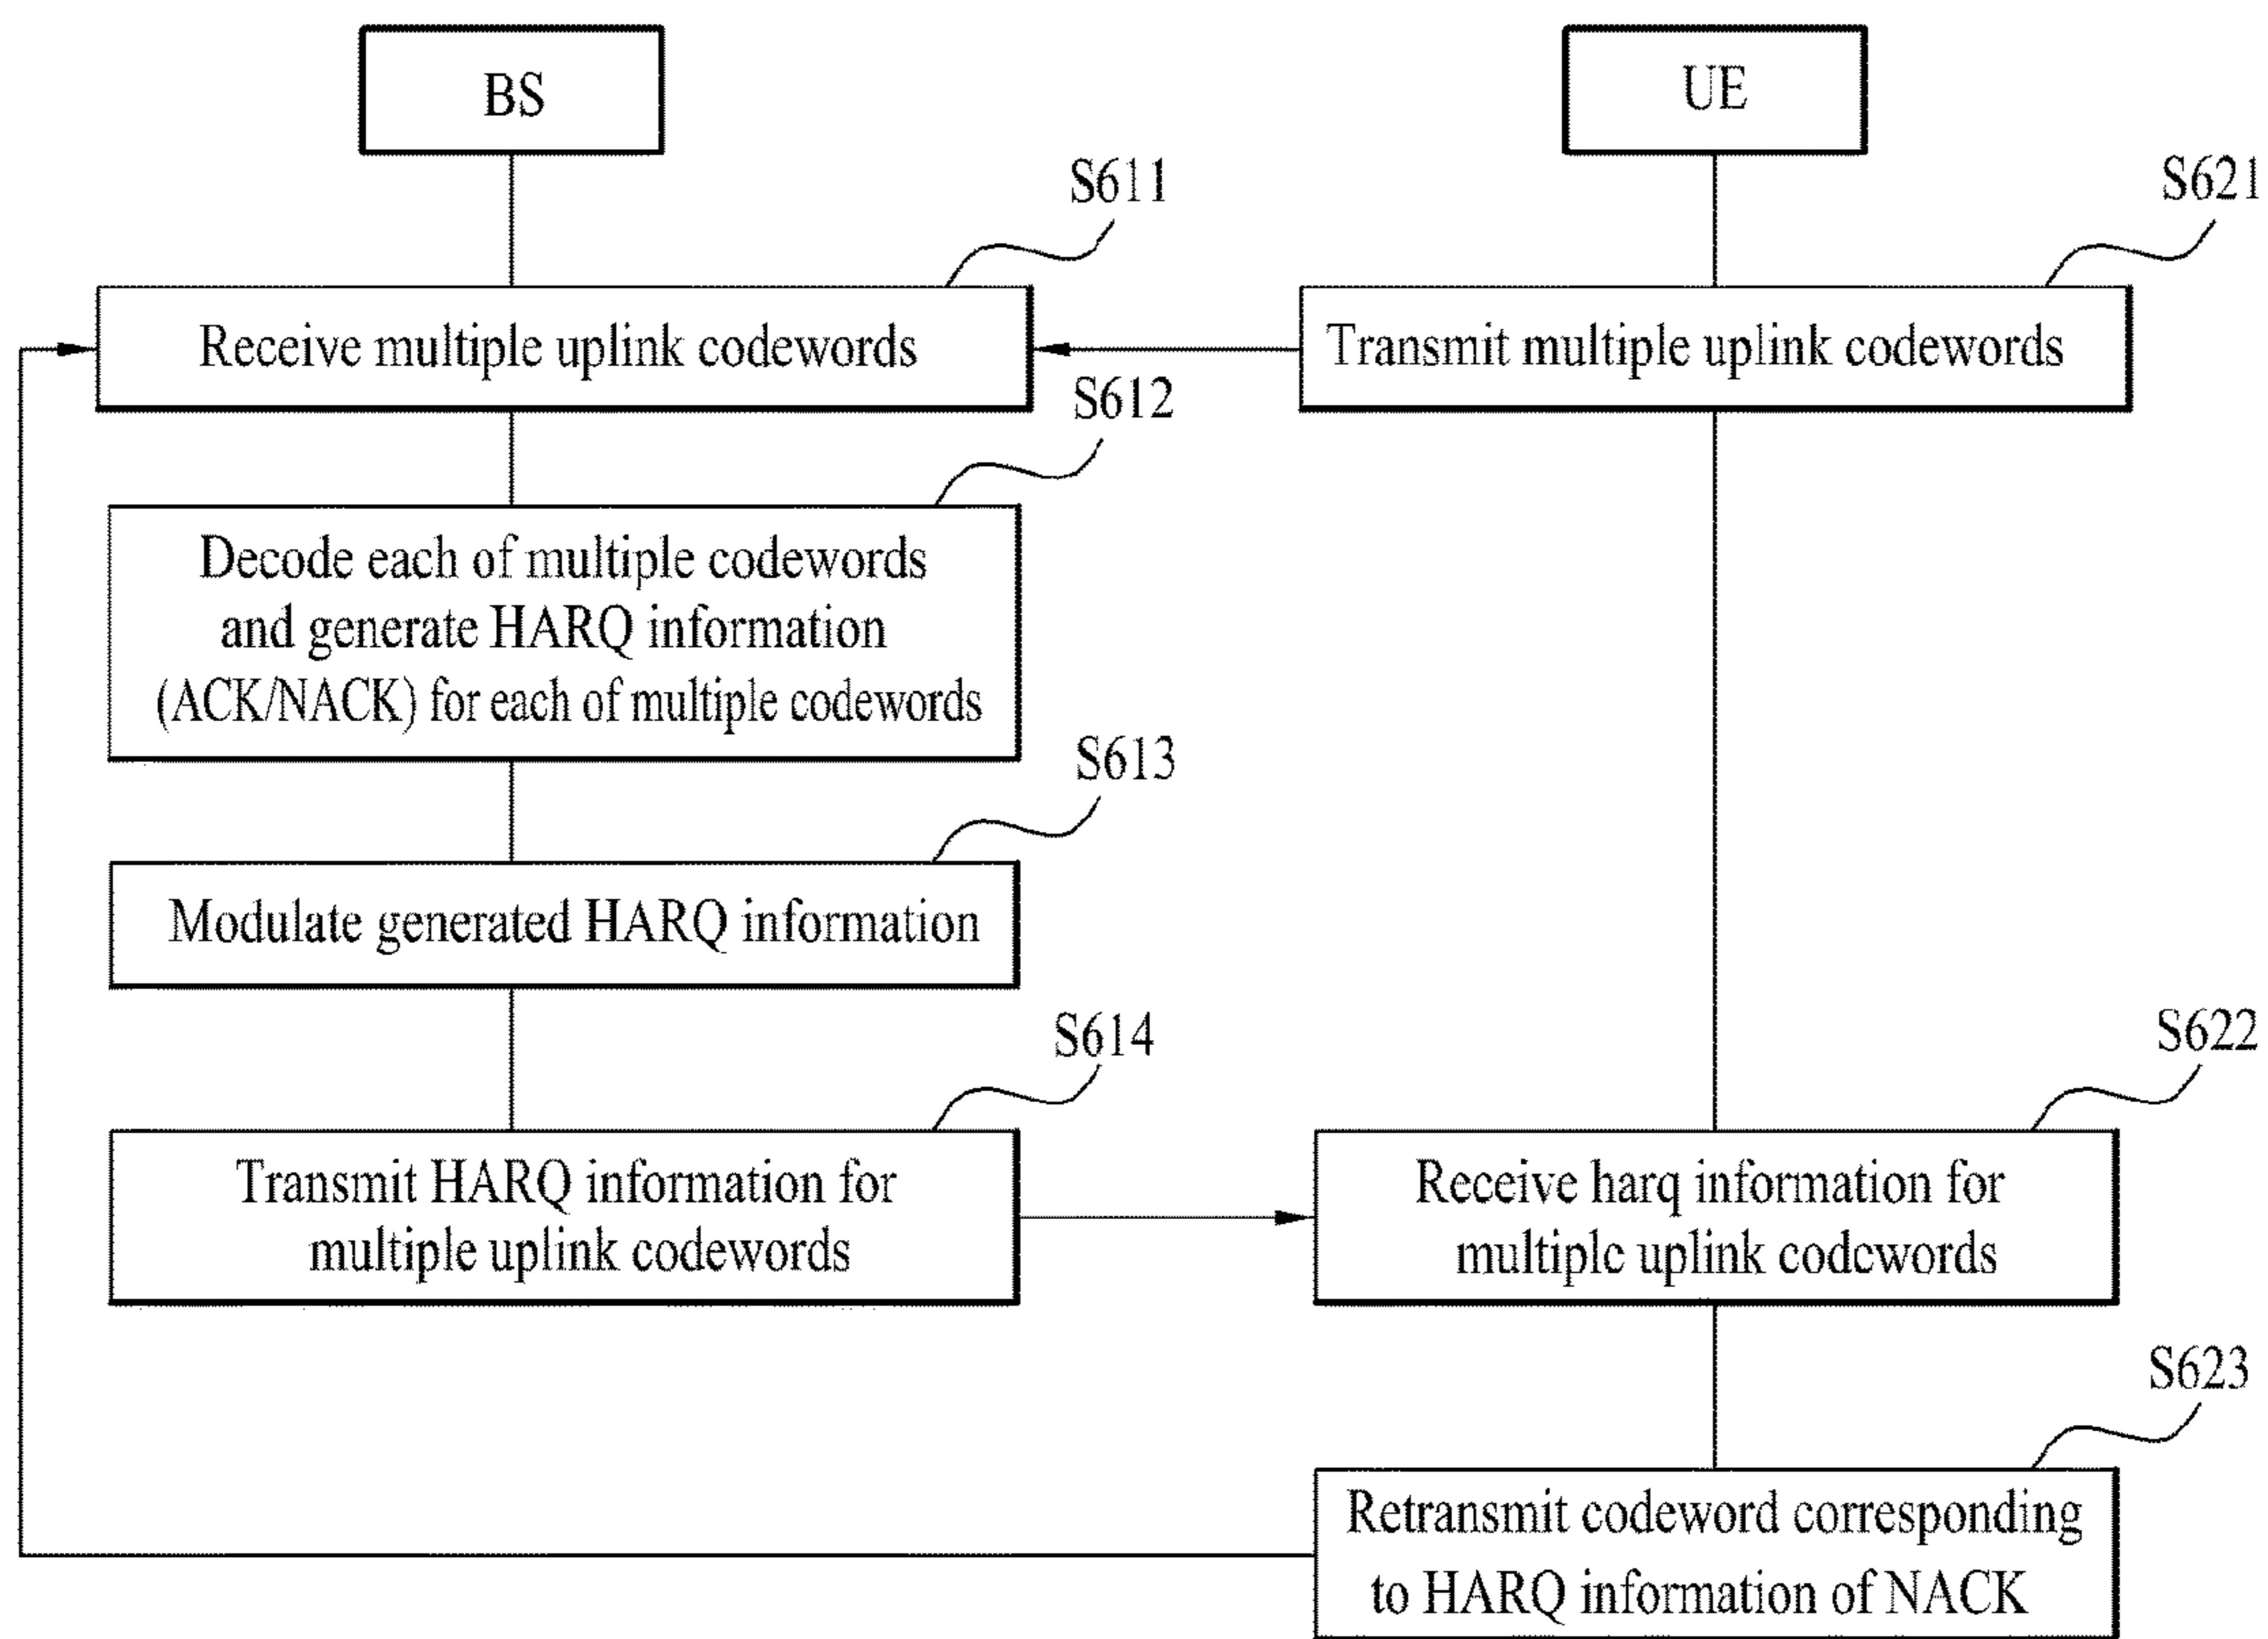 BS
UE
S611
S621
Receive multiple uplink codewords
Transmit multiple uplink codewords
S612
Decode each of multiple codewords
and generate HARQ information
(ACK/NACK) for each of multiple codewords
S613
Modulate generated HARQ information
S614
S622
Transmit HARQ information for
multiple uplink codewords
Receive harq information for
multiple uplink codewords
S623
Retransmit codeword corresponding
to HARQ information of NACK